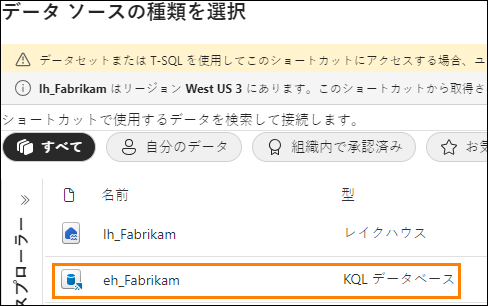 データ ソースの種類を選択
データセットまたは T-SQL を使用してこのショートカットにアクセスする場合、ユ
lh_Fabrikam はリージョン West US 3 にあります。このショートカットから取得さ
ショートカットで使用するデータを検索して接続します。
すべて 自分のデータ 組織内で承認済み お気
エクスプローラー
名前 型
lh_Fabrikam レイクハウス
eh_Fabrikam KQL データベース